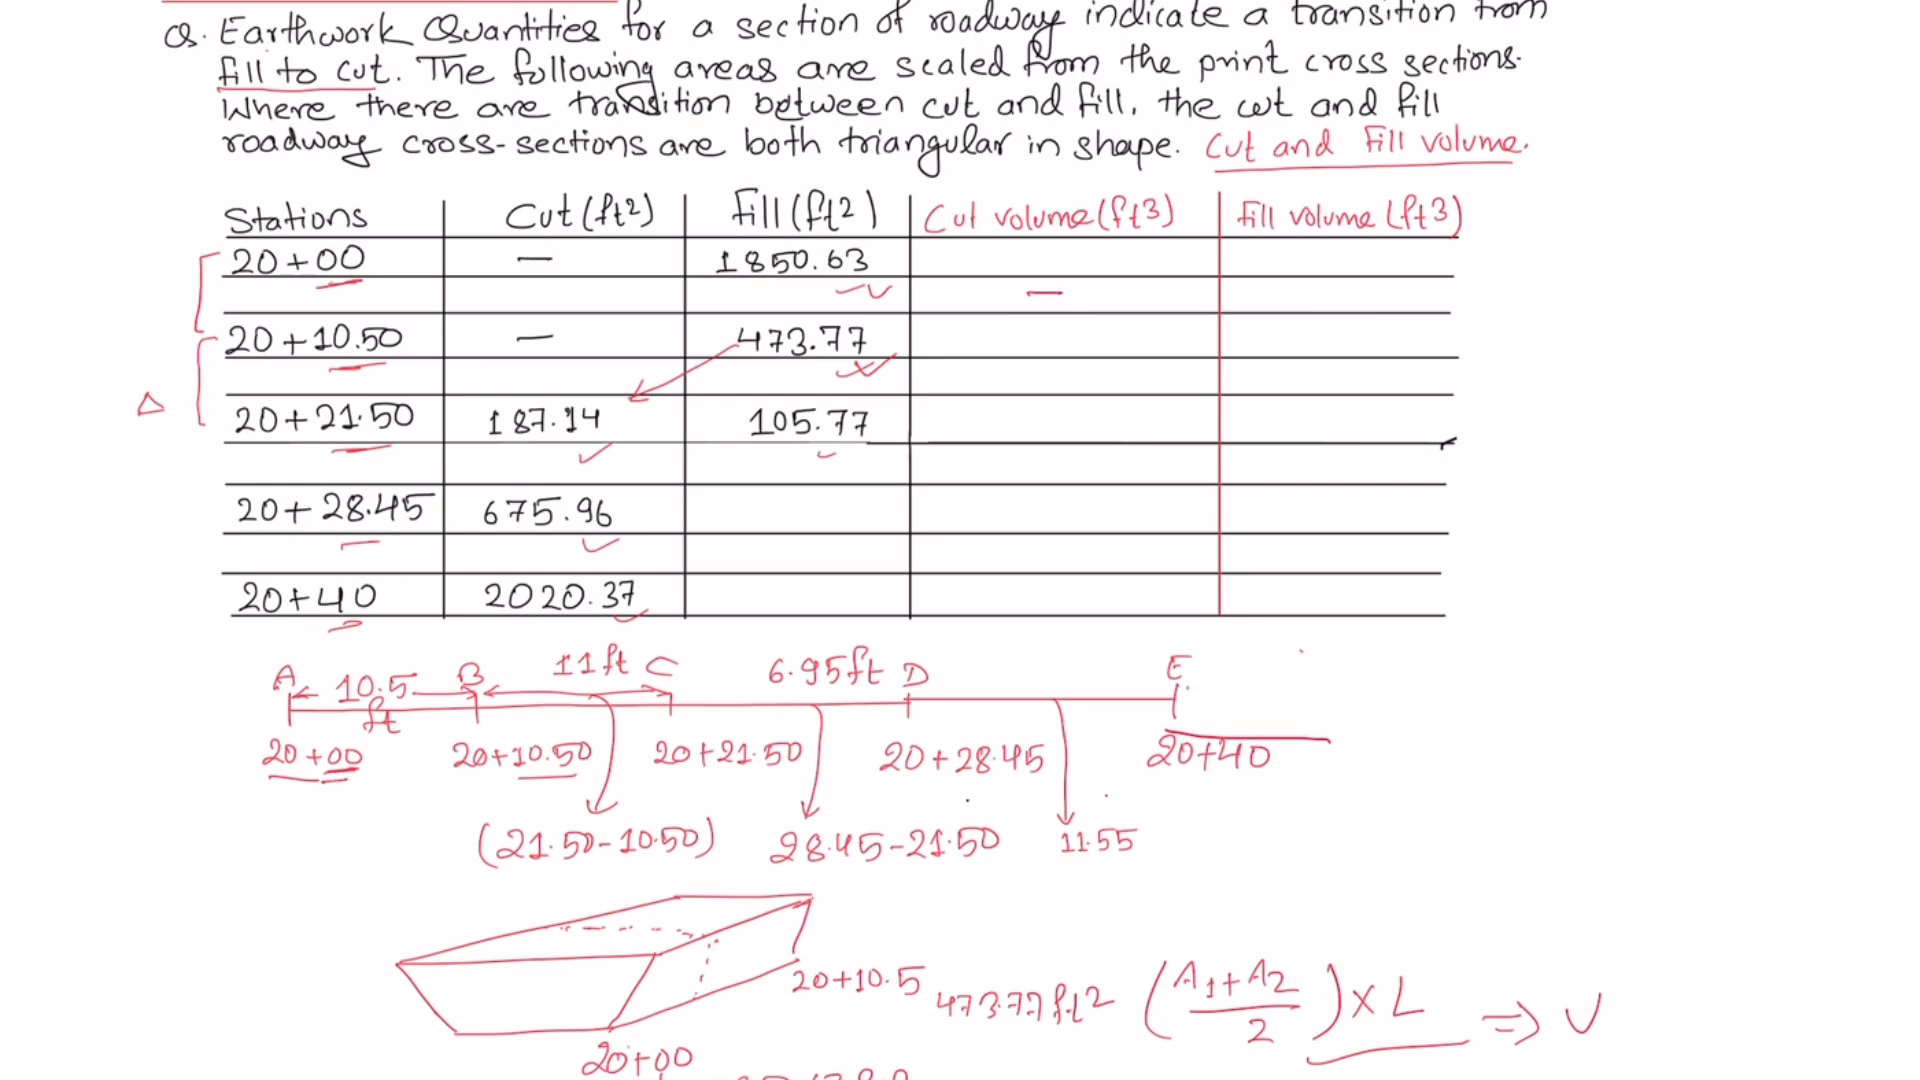 Q. Earthwork Quantities for a section of roadway indicate a transition from
fill to cut. The following areas are scaled from the print cross sections.
Where there are transition between cut and fill, the cut and fill
roadway cross-sections are both triangular in shape. Cut and Fill volume.
Stations Cut (ft2) Fill (ft2) Cut volume (ft3) Fill volume (ft3)
20+00 — 1850.63
—
20+10.50 — 473.77
20+21.50 187.14 105.77
20+28.45 675.96
20+40 2020.37
A 10.5 ft B 11ft C 6.95ft D E
20+00 20+10.50 20+21.50 20+28.45 20+40
(21.50-10.50) 28.45-21.50 11.55
20+10.5 473.77ft2 (A1+A2/2) x L => V
20+00